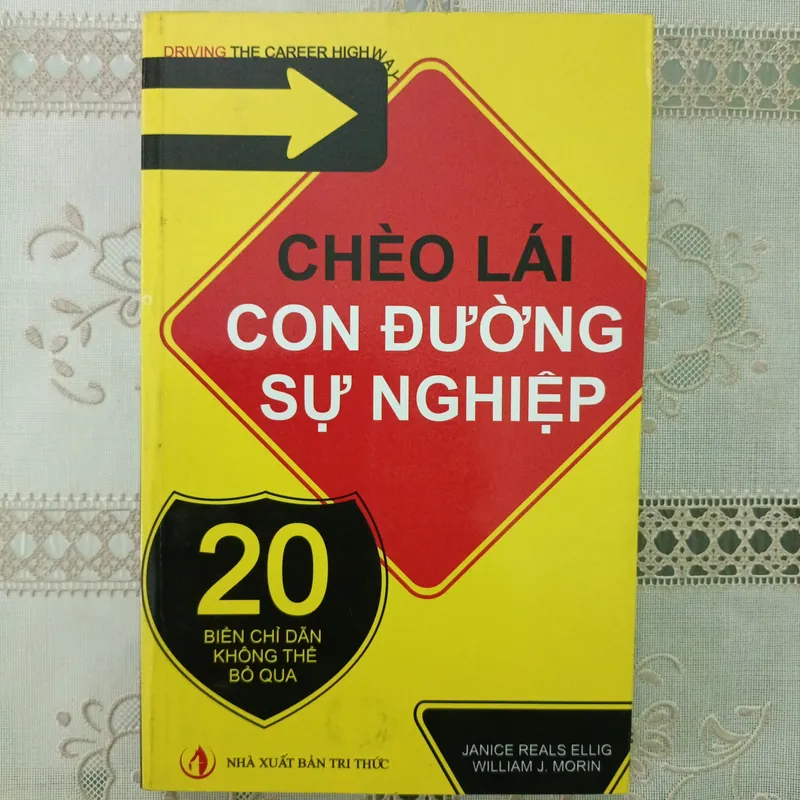 DRIVING THE CAREER HIGHWAY
CHÈO LÁI
CON ĐƯỜNG
SỰ NGHIỆP
20
BIỂN CHỈ DẪN
KHÔNG THỂ
BỎ QUA
JANICE REALS ELLIG
WILLIAM J. MORIN
NHÀ XUẤT BẢN TRI THỨC